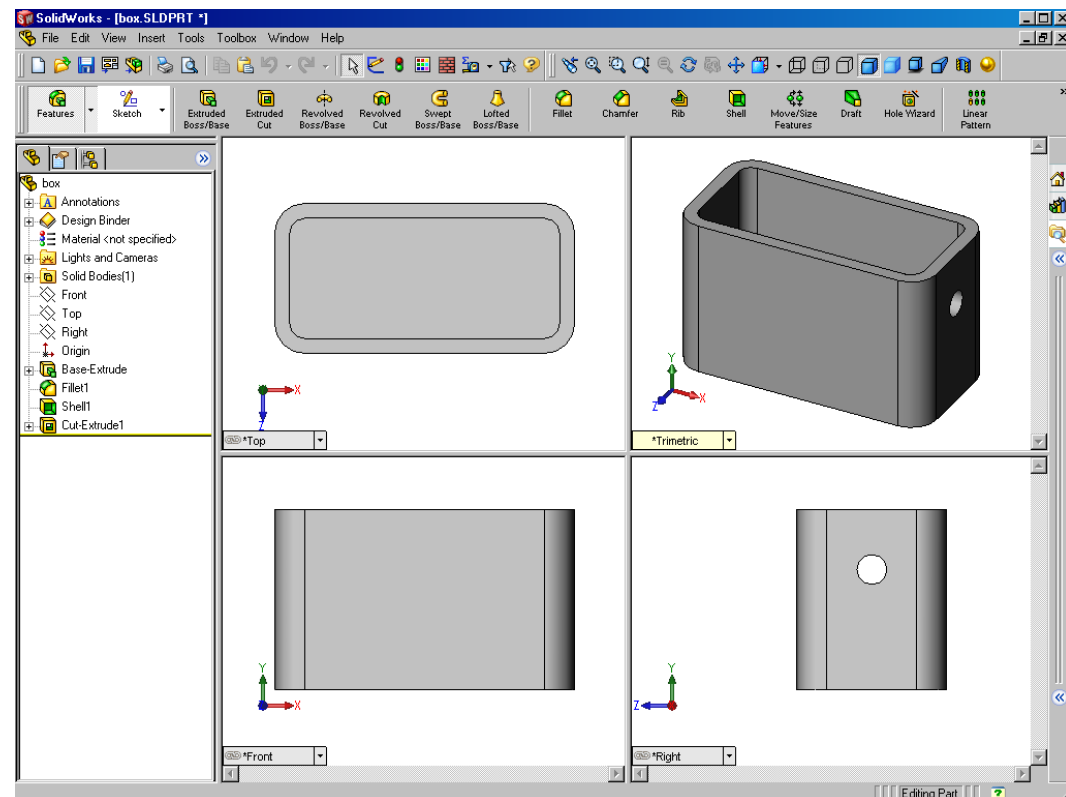 SolidWorks - [box.SLDPRT *]
File Edit View Insert Tools Toolbox Window Help
Features Sketch Extruded Boss/Base Extruded Cut Revolved Boss/Base Revolved Cut Swept Boss/Base Lofted Boss/Base Fillet Chamfer Rib Shell Move/Size Features Draft Hole Wizard Linear Pattern
box
Annotations
Design Binder
Material <not specified>
Lights and Cameras
Solid Bodies(1)
Front
Top
Right
Origin
Base-Extrude
Fillet1
Shell1
Cut-Extrude1
X
Z
*Top
Y
X
Z
*Trimetric
Y
X
*Front
Y
Z
*Right
Editing Part